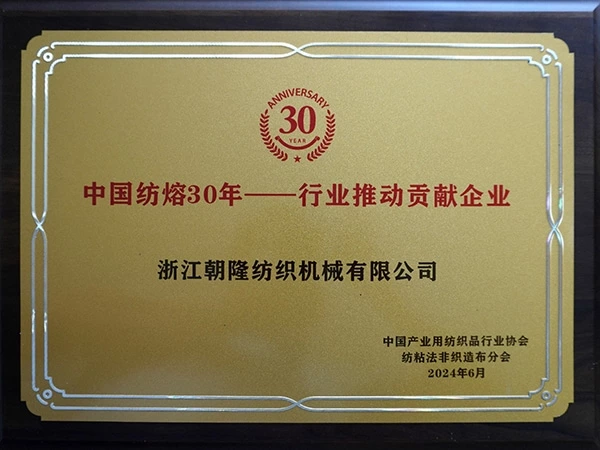 ANNIVERSARY
30
YEAR
中国纺熔30年——行业推动贡献企业
浙江朝隆纺织机械有限公司
中国产业用纺织品行业协会
纺粘法非织造布分会
2024年6月